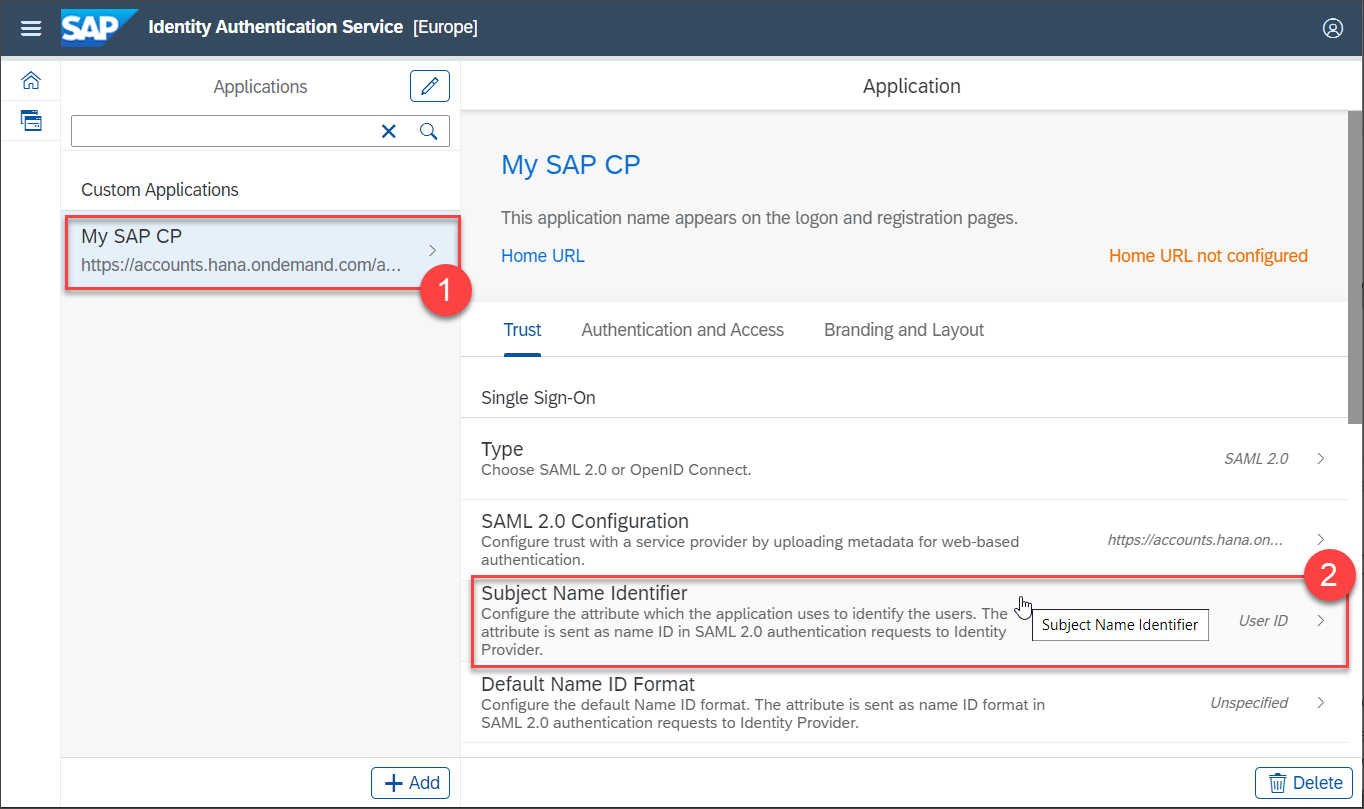 SAP Identity Authentication Service [Europe]
Applications
Custom Applications
My SAP CP
https://accounts.hana.ondemand.com/a...
1
Add
Application
My SAP CP
This application name appears on the logon and registration pages.
Home URL
Home URL not configured
Trust
Authentication and Access
Branding and Layout
Single Sign-On
Type
Choose SAML 2.0 or OpenID Connect.
SAML 2.0
SAML 2.0 Configuration
Configure trust with a service provider by uploading metadata for web-based
authentication.
https://accounts.hana.on...
2
Subject Name Identifier
Configure the attribute which the application uses to identify the users. The
attribute is sent as name ID in SAML 2.0 authentication requests to Identity
Provider.
Subject Name Identifier
User ID
Default Name ID Format
Configure the default Name ID format. The attribute is sent as name ID format in
SAML 2.0 authentication requests to Identity Provider.
Unspecified
Delete